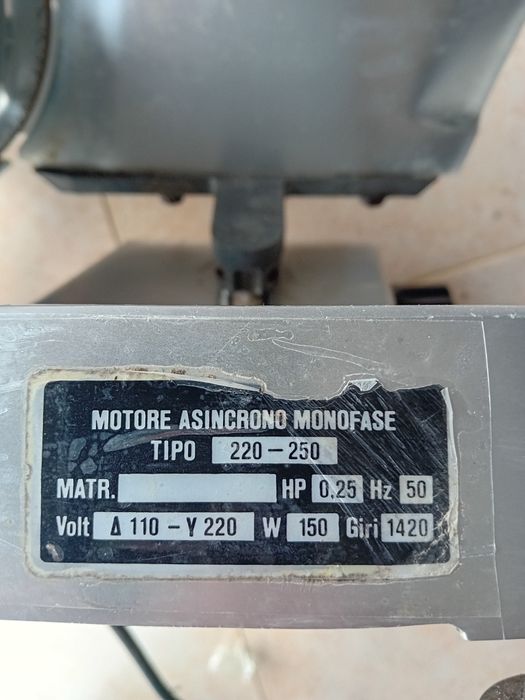 MOTORE ASINCRONO MONOFASE
TIPO 220-250
MATR. HP 0,25 Hz 50
Volt Δ 110 - Y 220 W 150 Giri 1420